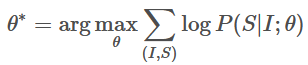 θ* = arg max_θ ∑_(I,S) log P(S|I; θ)